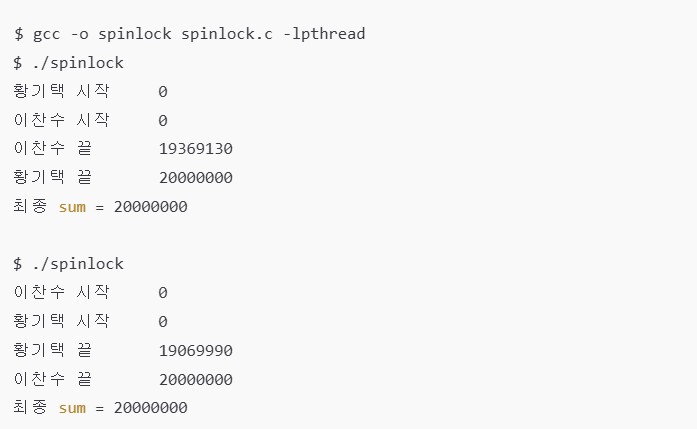 $ gcc -o spinlock spinlock.c -lpthread
$ ./spinlock
황기택 시작 0
이찬수 시작 0
이찬수 끝 19369130
황기택 끝 20000000
최종 sum = 20000000
$ ./spinlock
이찬수 시작 0
황기택 시작 0
황기택 끝 19069990
이찬수 끝 20000000
최종 sum = 20000000